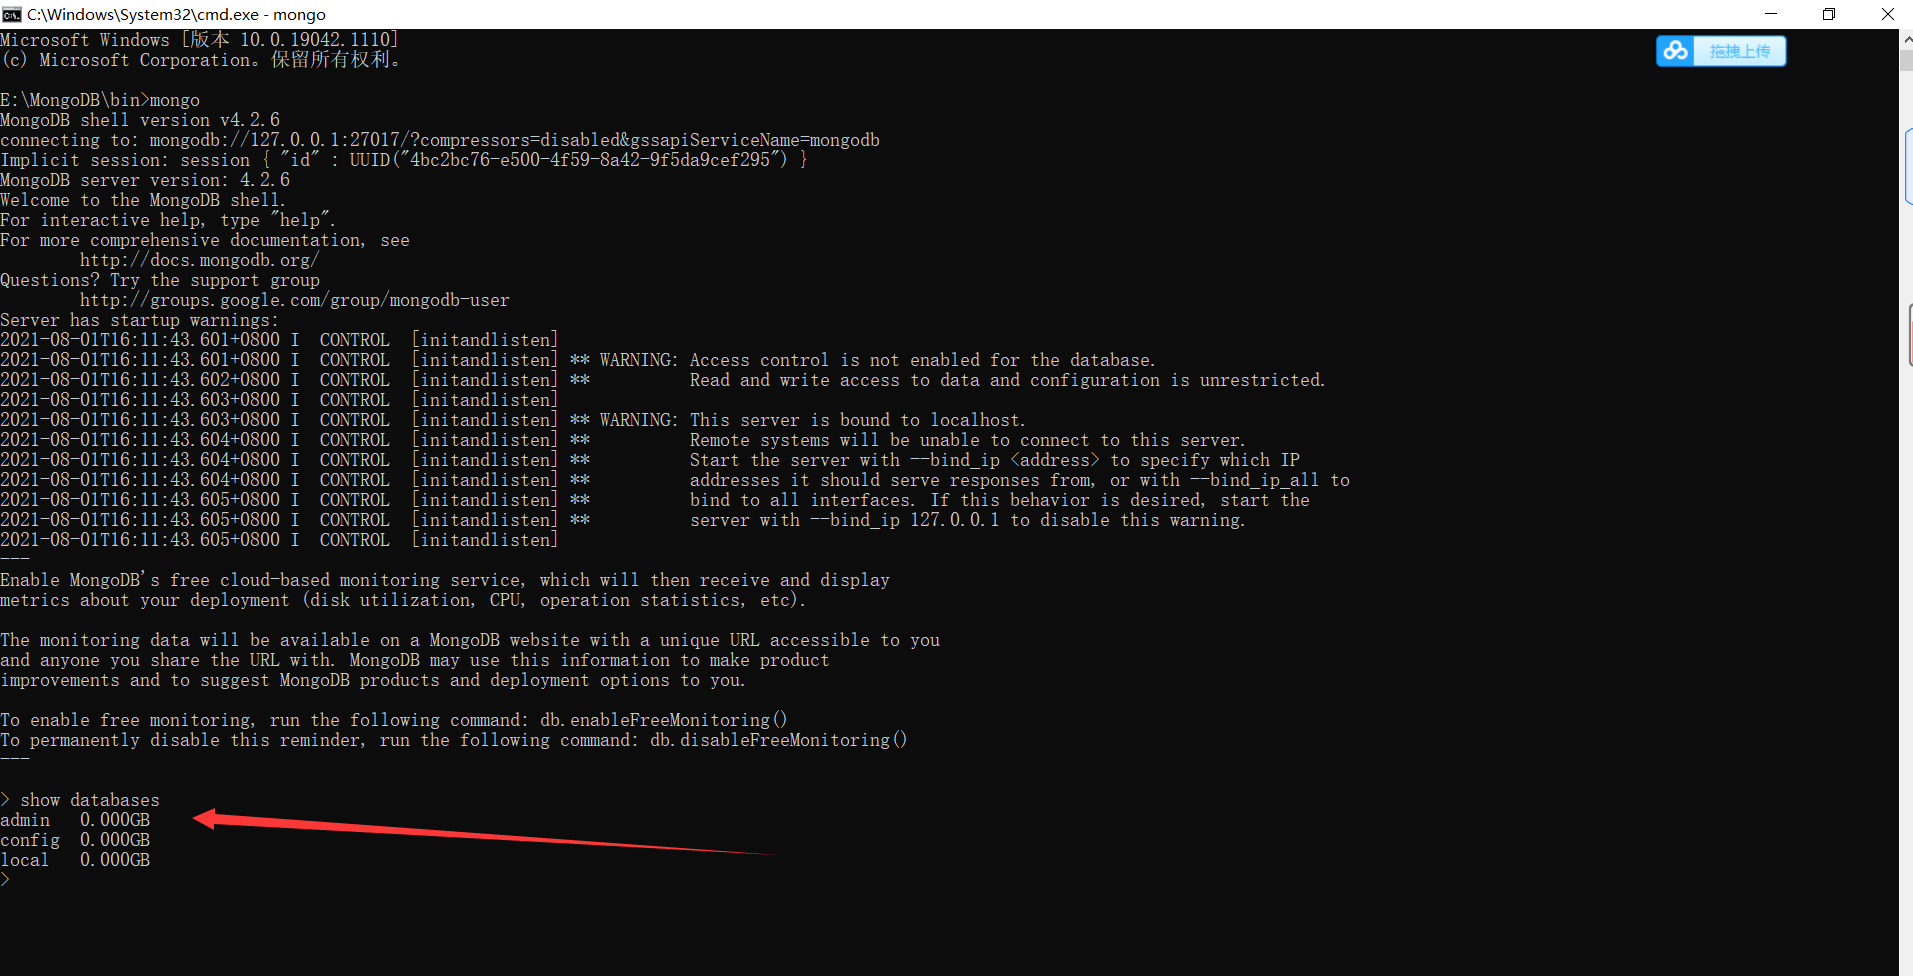 C:\Windows\System32\cmd.exe - mongo
Microsoft Windows [版本 10.0.19042.1110]
(c) Microsoft Corporation。保留所有权利。
拖拽上传
E:\MongoDB\bin>mongo
MongoDB shell version v4.2.6
connecting to: mongodb://127.0.0.1:27017/?compressors=disabled&gssapiServiceName=mongodb
Implicit session: session { "id" : UUID("4bc2bc76-e500-4f59-8a42-9f5da9cef295") }
MongoDB server version: 4.2.6
Welcome to the MongoDB shell.
For interactive help, type "help".
For more comprehensive documentation, see
http://docs.mongodb.org/
Questions? Try the support group
http://groups.google.com/group/mongodb-user
Server has startup warnings:
2021-08-01T16:11:43.601+0800 I  CONTROL  [initandlisten]
2021-08-01T16:11:43.601+0800 I  CONTROL  [initandlisten] ** WARNING: Access control is not enabled for the database.
2021-08-01T16:11:43.602+0800 I  CONTROL  [initandlisten] **          Read and write access to data and configuration is unrestricted.
2021-08-01T16:11:43.603+0800 I  CONTROL  [initandlisten]
2021-08-01T16:11:43.603+0800 I  CONTROL  [initandlisten] ** WARNING: This server is bound to localhost.
2021-08-01T16:11:43.604+0800 I  CONTROL  [initandlisten] **          Remote systems will be unable to connect to this server.
2021-08-01T16:11:43.604+0800 I  CONTROL  [initandlisten] **          Start the server with --bind_ip <address> to specify which IP
2021-08-01T16:11:43.604+0800 I  CONTROL  [initandlisten] **          addresses it should serve responses from, or with --bind_ip_all to
2021-08-01T16:11:43.605+0800 I  CONTROL  [initandlisten] **          bind to all interfaces. If this behavior is desired, start the
2021-08-01T16:11:43.605+0800 I  CONTROL  [initandlisten] **          server with --bind_ip 127.0.0.1 to disable this warning.
2021-08-01T16:11:43.605+0800 I  CONTROL  [initandlisten]
---
Enable MongoDB's free cloud-based monitoring service, which will then receive and display
metrics about your deployment (disk utilization, CPU, operation statistics, etc).
The monitoring data will be available on a MongoDB website with a unique URL accessible to you
and anyone you share the URL with. MongoDB may use this information to make product
improvements and to suggest MongoDB products and deployment options to you.
To enable free monitoring, run the following command: db.enableFreeMonitoring()
To permanently disable this reminder, run the following command: db.disableFreeMonitoring()
---
> show databases
admin   0.000GB
config  0.000GB
local   0.000GB
>